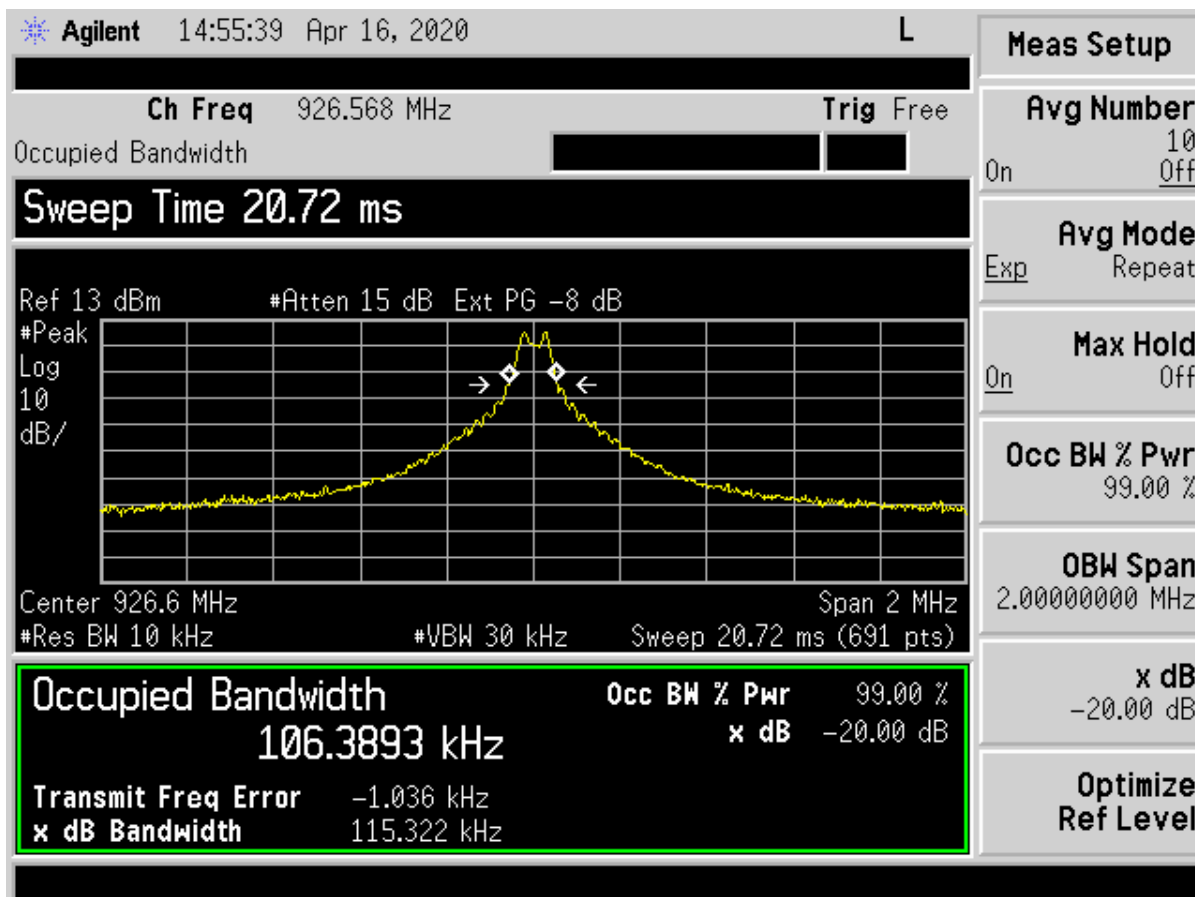 Agilent 14:55:39 Apr 16, 2020 L
Ch Freq 926.568 MHz Trig Free
Occupied Bandwidth
Sweep Time 20.72 ms
Ref 13 dBm #Atten 15 dB Ext PG -8 dB
#Peak
Log
10
dB/
Center 926.6 MHz Span 2 MHz
#Res BW 10 kHz #VBW 30 kHz Sweep 20.72 ms (691 pts)
Occupied Bandwidth Occ BW % Pwr 99.00 %
106.3893 kHz x dB -20.00 dB
Transmit Freq Error -1.036 kHz
x dB Bandwidth 115.322 kHz
Meas Setup
Avg Number
10
On Off
Avg Mode
Exp Repeat
Max Hold
On Off
Occ BW % Pwr
99.00 %
OBW Span
2.00000000 MHz
x dB
-20.00 dB
Optimize
Ref Level